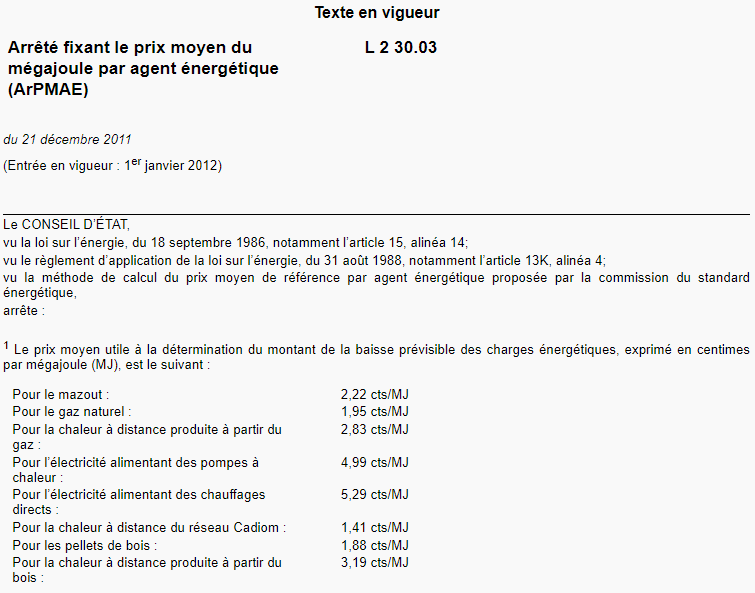 Texte en vigueur
Arrêté fixant le prix moyen du L 2 30.03
mégajoule par agent énergétique
(ArPMAE)
du 21 décembre 2011
(Entrée en vigueur : 1er janvier 2012)
Le CONSEIL D’ÉTAT,
vu la loi sur l’énergie, du 18 septembre 1986, notamment l’article 15, alinéa 14;
vu le règlement d’application de la loi sur l’énergie, du 31 août 1988, notamment l’article 13K, alinéa 4;
vu la méthode de calcul du prix moyen de référence par agent énergétique proposée par la commission du standard
énergétique,
arrête :
1 Le prix moyen utile à la détermination du montant de la baisse prévisible des charges énergétiques, exprimé en centimes
par mégajoule (MJ), est le suivant :
Pour le mazout : 2,22 cts/MJ
Pour le gaz naturel : 1,95 cts/MJ
Pour la chaleur à distance produite à partir du 2,83 cts/MJ
gaz :
Pour l’électricité alimentant des pompes à 4,99 cts/MJ
chaleur :
Pour l’électricité alimentant des chauffages 5,29 cts/MJ
directs :
Pour la chaleur à distance du réseau Cadiom : 1,41 cts/MJ
Pour les pellets de bois : 1,88 cts/MJ
Pour la chaleur à distance produite à partir du 3,19 cts/MJ
bois :